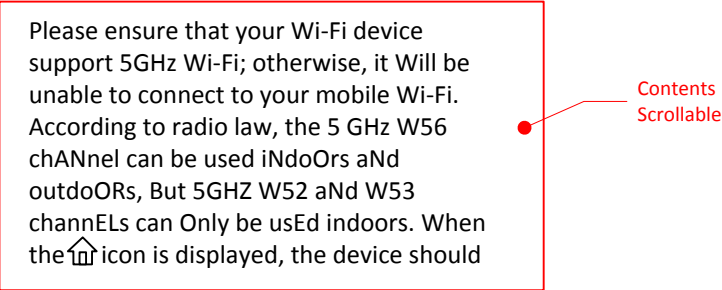 Please ensure that your Wi-Fi device
support 5GHz Wi-Fi; otherwise, it Will be
unable to connect to your mobile Wi-Fi.
According to radio law, the 5 GHz W56
chANnel can be used iNdoOrs aNd
outdoORs, But 5GHZ W52 aNd W53
channELs can Only be usEd indoors. When
the icon is displayed, the device should
Contents
Scrollable